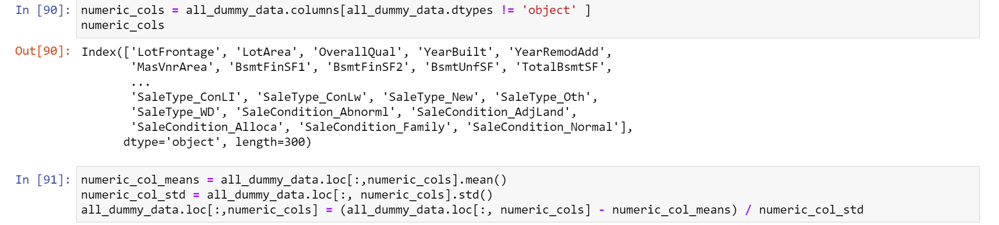 In [90]: numeric_cols = all_dummy_data.columns[all_dummy_data.dtypes != 'object' ]
numeric_cols
Out[90]: Index(['LotFrontage', 'LotArea', 'OverallQual', 'YearBuilt', 'YearRemodAdd',
'MasVnrArea', 'BsmtFinSF1', 'BsmtFinSF2', 'BsmtUnfSF', 'TotalBsmtSF',
...
'SaleType_ConLI', 'SaleType_ConLw', 'SaleType_New', 'SaleType_Oth',
'SaleType_WD', 'SaleCondition_Abnorml', 'SaleCondition_AdjLand',
'SaleCondition_Alloca', 'SaleCondition_Family', 'SaleCondition_Normal'],
dtype='object', length=300)
In [91]: numeric_col_means = all_dummy_data.loc[:,numeric_cols].mean()
numeric_col_std = all_dummy_data.loc[:, numeric_cols].std()
all_dummy_data.loc[:,numeric_cols] = (all_dummy_data.loc[:, numeric_cols] - numeric_col_means) / numeric_col_std